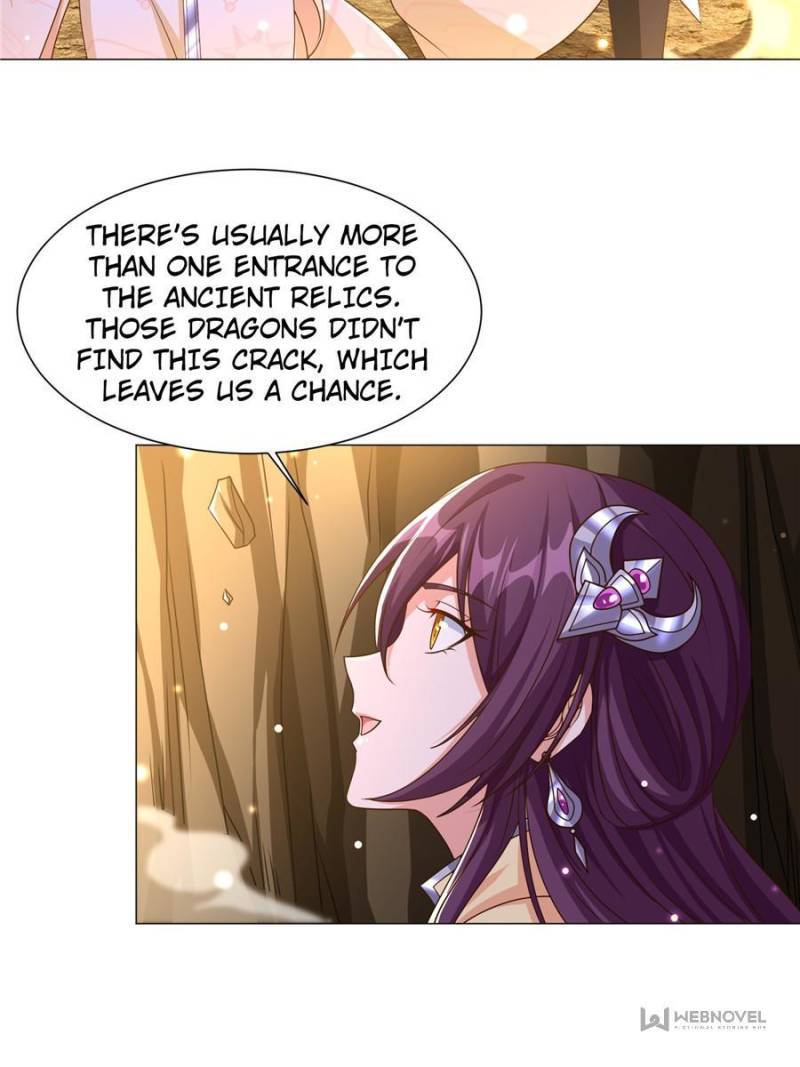 THERE'S USUALLY MORE
THAN ONE ENTRANCE TO
THE ANCIENT RELICS.
THOSE DRAGONS DIDN'T
FIND THIS CRACK, WHICH
LEAVES US A CHANCE.
WEBNOVEL